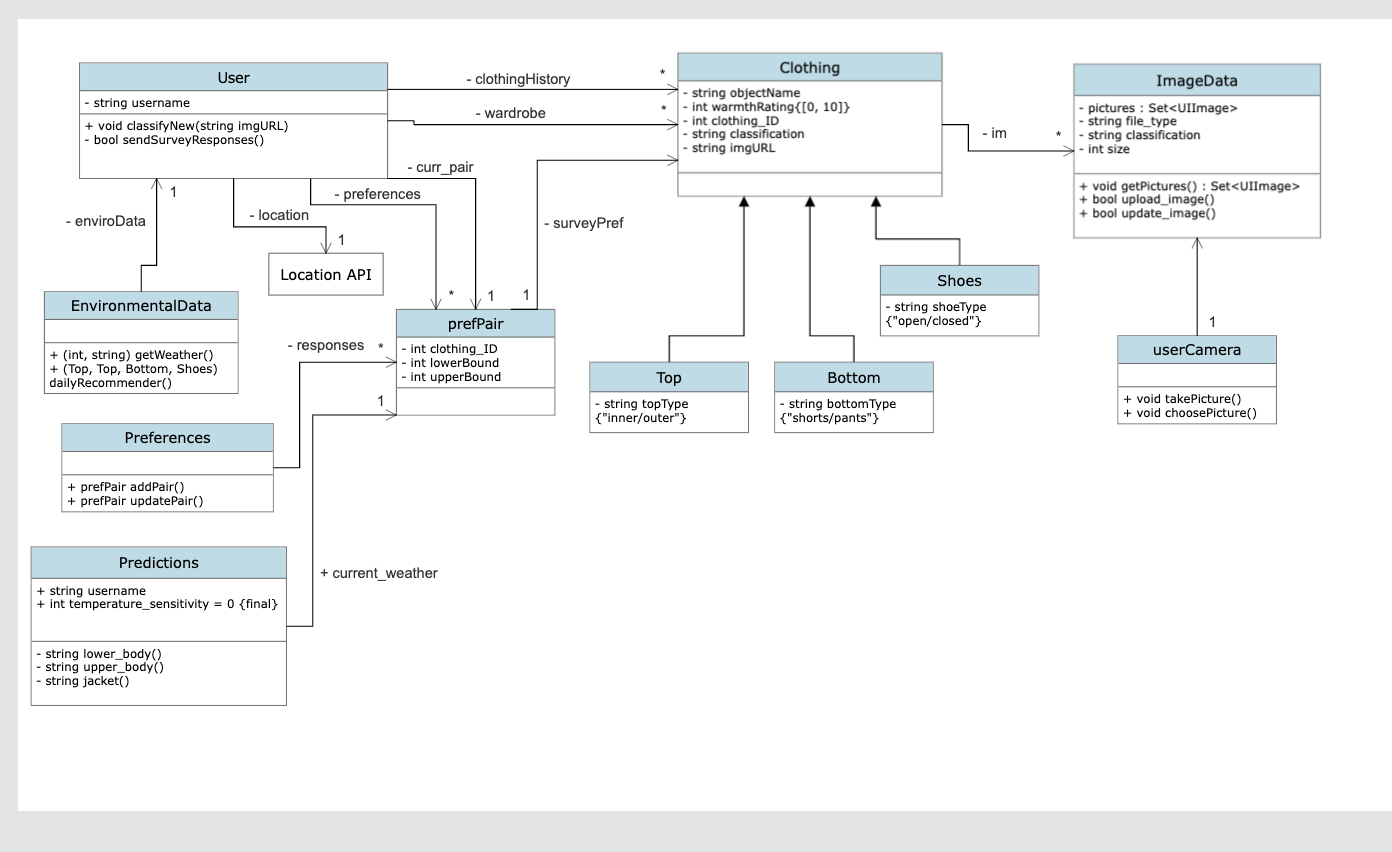 User
- string username
+ void classifyNew(string imgURL)
- bool sendSurveyResponses()
- clothingHistory
*
- wardrobe
*
- curr_pair
- preferences
- location
1
- enviroData
1
Location API
*
1
1
- surveyPref
Clothing
- string objectName
- int warmthRating{[0, 10]}
- int clothing_ID
- string classification
- string imgURL
- im
*
ImageData
- pictures : Set<UIImage>
- string file_type
- string classification
- int size
+ void getPictures() : Set<UIImage>
+ bool upload_image()
+ bool update_image()
EnvironmentalData
+ (int, string) getWeather()
+ (Top, Top, Bottom, Shoes)
dailyRecommender()
prefPair
- int clothing_ID
- int lowerBound
- int upperBound
- responses
*
1
Shoes
- string shoeType
{"open/closed"}
Top
- string topType
{"inner/outer"}
Bottom
- string bottomType
{"shorts/pants"}
1
userCamera
+ void takePicture()
+ void choosePicture()
Preferences
+ prefPair addPair()
+ prefPair updatePair()
Predictions
+ string username
+ int temperature_sensitivity = 0 {final}
- string lower_body()
- string upper_body()
- string jacket()
+ current_weather